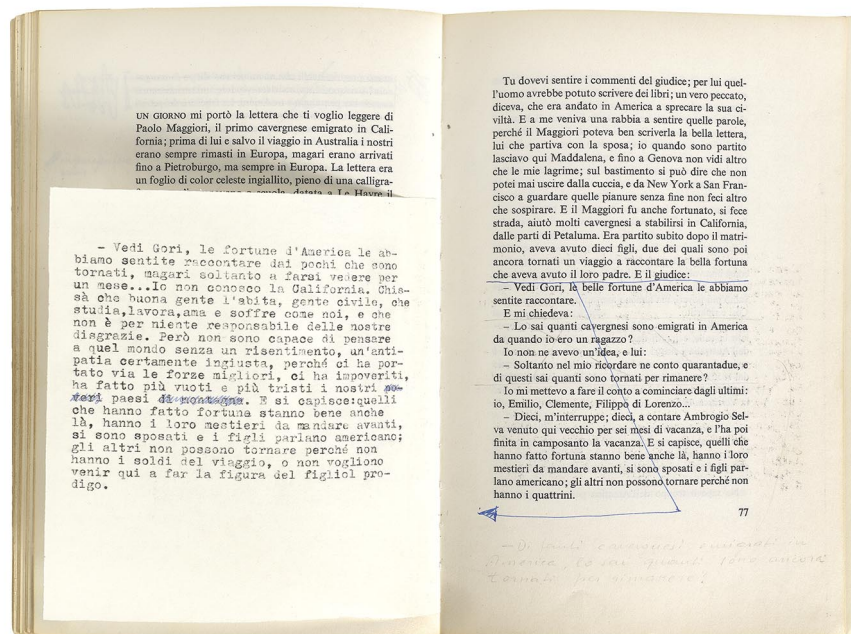 UN GIORNO mi portò la lettera che ti voglio leggere di
Paolo Maggiori, il primo cavergnese emigrato in Cali-
fornia; prima di lui e salvo il viaggio in Australia i nostri
erano sempre rimasti in Europa, magari erano arrivati
fino a Pietroburgo, ma sempre in Europa. La lettera era
un foglio di color celeste ingiallito, pieno di una calligra-
a scuola, datata a Le Havre il
– Vedi Gori, le fortune d'America le ab-
biamo sentite raccontare dai pochi che sono
tornati, magari soltanto a farsi vedere per
un mese...Io non conosco la California. Chis-
sà che buona gente l'abita, gente civile, che
studia,lavora,ama e soffre come noi, e che
non è per niente responsabile delle nostre
disgrazie. Però non sono capace di pensare
a quel mondo senza un risentimento, un'anti-
patia certamente ingiusta, perché ci ha por-
tato via le forze migliori, ci ha impoveriti,
ha fatto più vuoti e più tristi i nostri po-
veri paesi di montagna. E si capisce:quelli
che hanno fatto fortuna stanno bene anche
là, hanno i loro mestieri da mandare avanti,
si sono sposati e i figli parlano americano;
gli altri non possono tornare perché non
hanno i soldi del viaggio, o non vogliono
venir qui a far la figura del figliol pro-
digo.
Tu dovevi sentire i commenti del giudice; per lui quel-
l'uomo avrebbe potuto scrivere dei libri; un vero peccato,
diceva, che era andato in America a sprecare la sua ci-
viltà. E a me veniva una rabbia a sentire quelle parole,
perché il Maggiori poteva ben scriverla la bella lettera,
lui che partiva con la sposa; io quando sono partito
lasciavo qui Maddalena, e fino a Genova non vidi altro
che le mie lagrime; sul bastimento si può dire che non
potei mai uscire dalla cuccia, e da New York a San Fran-
cisco a guardare quelle pianure senza fine non feci altro
che sospirare. E il Maggiori fu anche fortunato, si fece
strada, aiutò molti cavergnesi a stabilirsi in California,
dalle parti di Petaluma. Era partito subito dopo il matri-
monio, aveva avuto dieci figli, due dei quali sono poi
ancora tornati un viaggio a raccontare la bella fortuna
che aveva avuto il loro padre. E il giudice:
– Vedi Gori, le belle fortune d'America le abbiamo
sentite raccontare.
E mi chiedeva:
– Lo sai quanti cavergnesi sono emigrati in America
da quando io ero un ragazzo?
Io non ne avevo un'idea, e lui:
– Soltanto nel mio ricordare ne conto quarantadue, e
di questi sai quanti sono tornati per rimanere?
Io mi mettevo a fare il conto a cominciare dagli ultimi:
io, Emilio, Clemente, Filippo di Lorenzo...
– Dieci, m'interruppe; dieci, a contare Ambrogio Sel-
va venuto qui vecchio per sei mesi di vacanza, e l'ha poi
finita in camposanto la vacanza. E si capisce, quelli che
hanno fatto fortuna stanno bene anche là, hanno i loro
mestieri da mandare avanti, si sono sposati e i figli par-
lano americano; gli altri non possono tornare perché non
hanno i quattrini.
77
cavergnesi emigrati in
America, lo sai quanti sono ancora
tornati per rimanere?